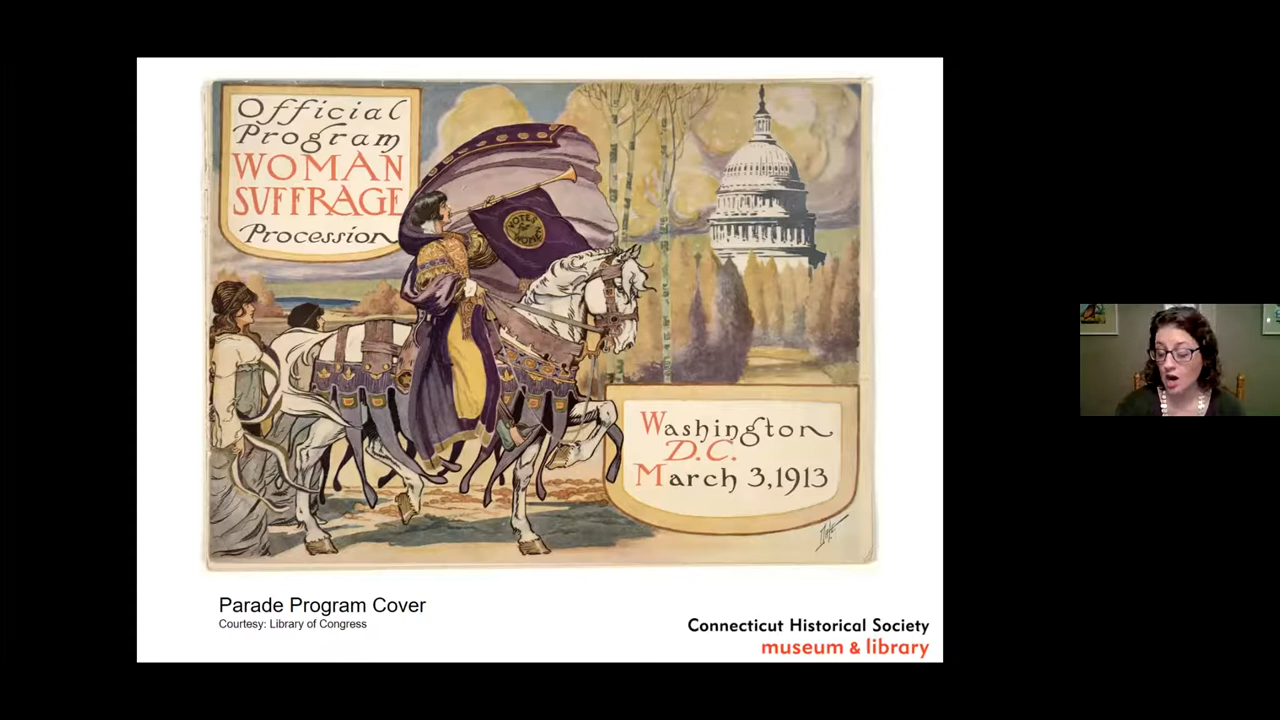 Official
Program
WOMAN
SUFFRAGE
Procession
VOTES
for
WOMEN
Washington
D.C.
March 3, 1913
Parade Program Cover
Courtesy: Library of Congress
Connecticut Historical Society
museum & library